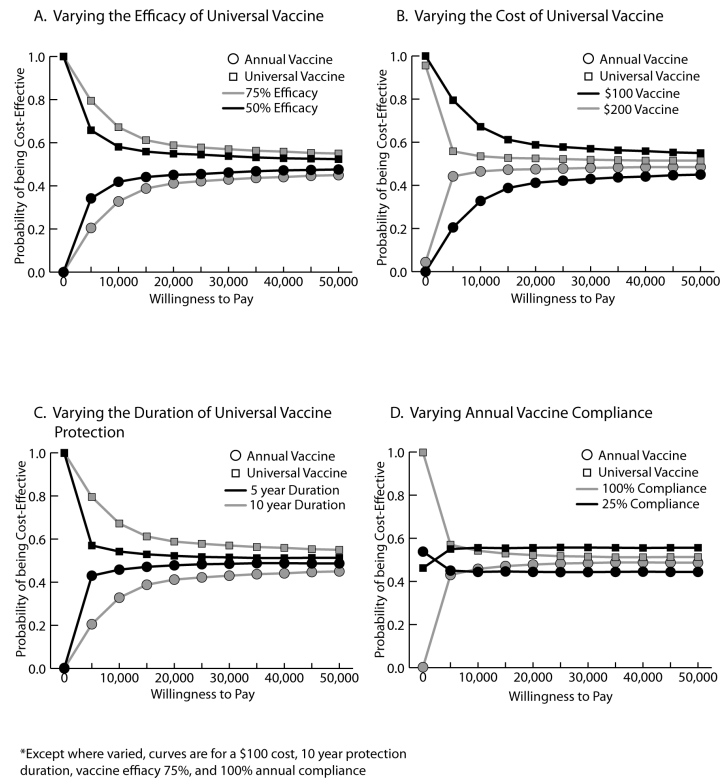 A. Varying the Efficacy of Universal Vaccine
Probability of being Cost-Effective
1.0
0.8
0.6
0.4
0.2
0.0
Annual Vaccine
Universal Vaccine
75% Efficacy
50% Efficacy
0 10,000 20,000 30,000 40,000 50,000
Willingness to Pay
B. Varying the Cost of Universal Vaccine
Probability of being Cost-Effective
1.0
0.8
0.6
0.4
0.2
0.0
Annual Vaccine
Universal Vaccine
$100 Vaccine
$200 Vaccine
0 10,000 20,000 30,000 40,000 50,000
Willingness to Pay
C. Varying the Duration of Universal Vaccine
Protection
Probability of being Cost-Effective
1.0
0.8
0.6
0.4
0.2
0.0
Annual Vaccine
Universal Vaccine
5 year Duration
10 year Duration
0 10,000 20,000 30,000 40,000 50,000
Willingness to Pay
D. Varying Annual Vaccine Compliance
Probability of being Cost-Effective
1.0
0.8
0.6
0.4
0.2
0.0
Annual Vaccine
Universal Vaccine
100% Compliance
25% Compliance
0 10,000 20,000 30,000 40,000 50,000
Willingness to Pay
*Except where varied, curves are for a $100 cost, 10 year protection
duration, vaccine effiacy 75%, and 100% annual compliance